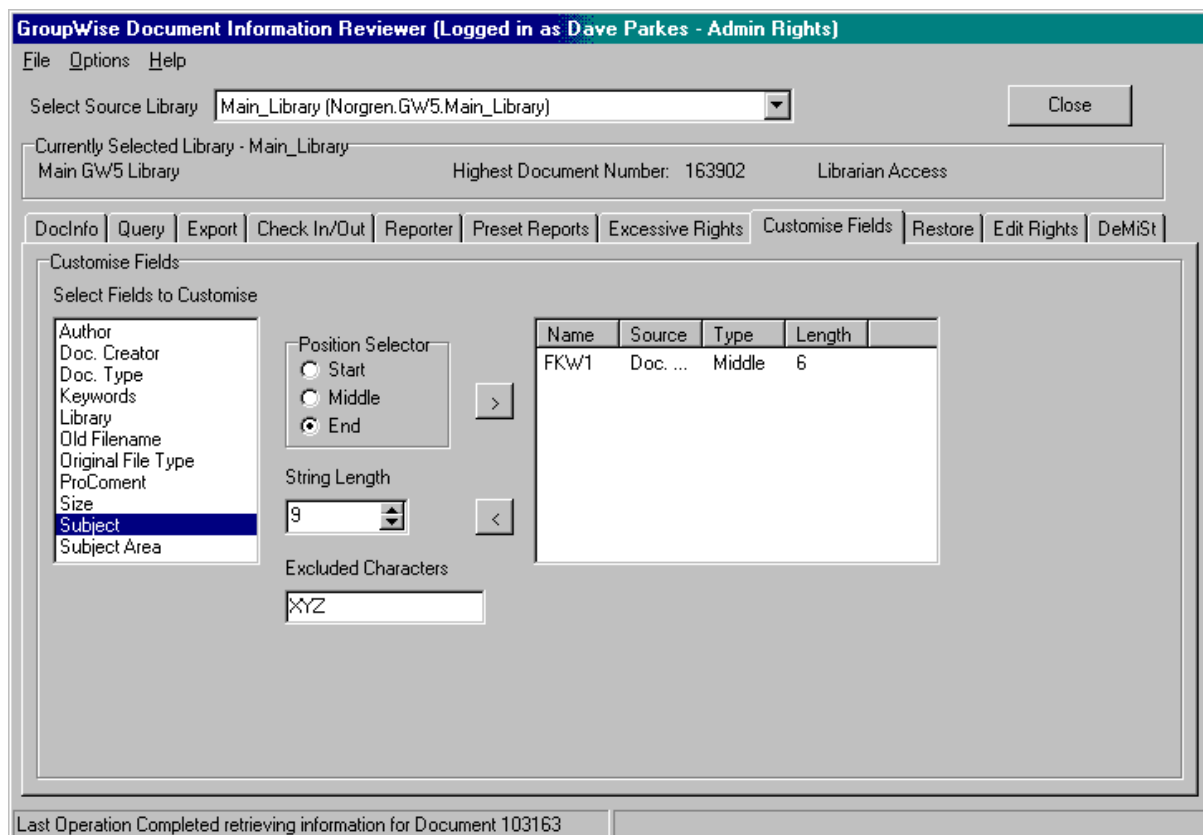 GroupWise Document Information Reviewer (Logged in as Dave Parkes - Admin Rights)
File Options Help
Select Source Library Main_Library (Norgren.GW5.Main_Library) Close
Currently Selected Library - Main_Library
Main GW5 Library Highest Document Number: 163902 Librarian Access
DocInfo Query Export Check In/Out Reporter Preset Reports Excessive Rights Customise Fields Restore Edit Rights DeMiSt
Customise Fields
Select Fields to Customise
Author
Doc. Creator
Doc. Type
Keywords
Library
Old Filename
Original File Type
ProComent
Size
Subject
Subject Area
Position Selector
Start
Middle
End
String Length
9
Excluded Characters
XYZ
>
<
Name Source Type Length
FKW1 Doc. ... Middle 6
Last Operation Completed retrieving information for Document 103163